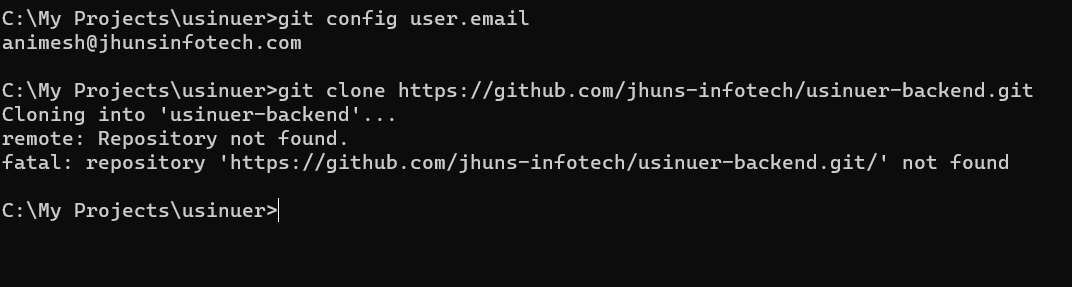 C:\My Projects\usinuer>git config user.email
animesh@jhunsinfotech.com
C:\My Projects\usinuer>git clone https://github.com/jhuns-infotech/usinuer-backend.git
Cloning into 'usinuer-backend'...
remote: Repository not found.
fatal: repository 'https://github.com/jhuns-infotech/usinuer-backend.git/' not found
C:\My Projects\usinuer>